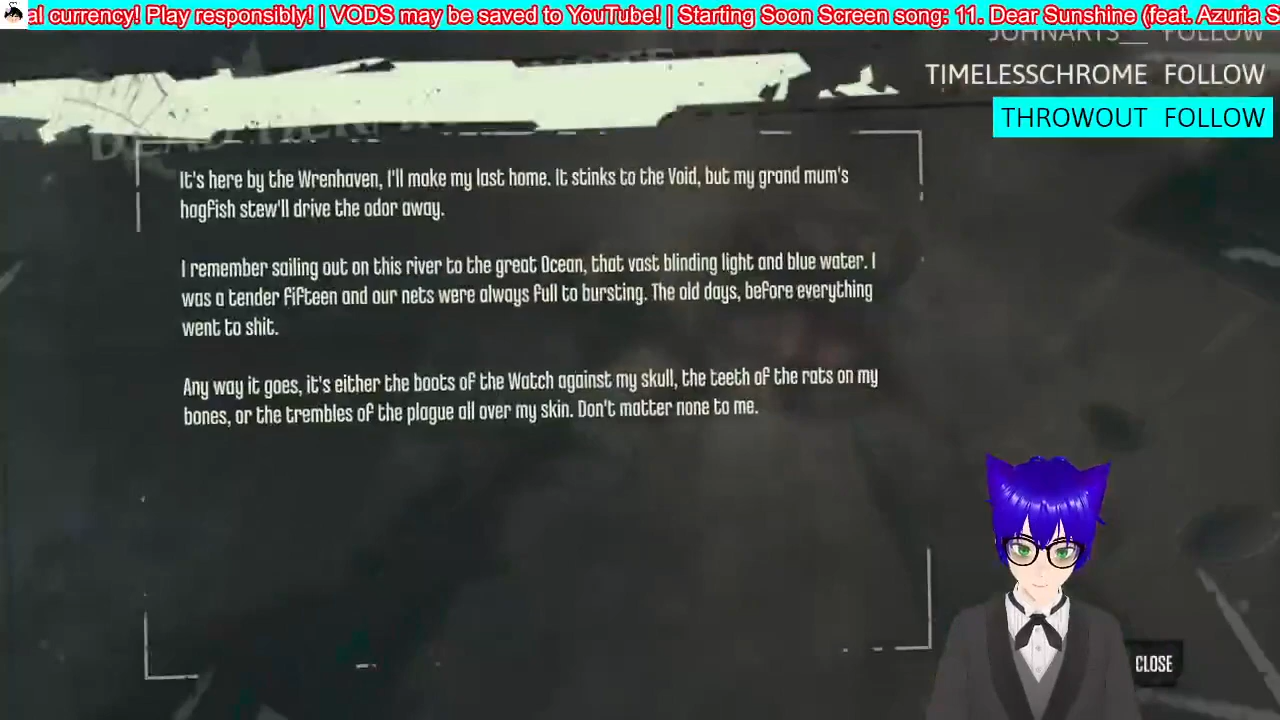 al currency! Play responsibly! | VODS may be saved to YouTube! | Starting Soon Screen song: 11. Dear Sunshine (feat. Azuria S
JOHNARTS__ FOLLOW
TIMELESSCHROME FOLLOW
THROWOUT FOLLOW
It's here by the Wrenhaven, I'll make my last home. It stinks to the Void, but my grand mum's
hagfish stew'll drive the odor away.
I remember sailing out on this river to the great Ocean, that vast blinding light and blue water. I
was a tender fifteen and our nets were always full to bursting. The old days, before everything
went to shit.
Any way it goes, it's either the boots of the Watch against my skull, the teeth of the rats on my
bones, or the trembles of the plague all over my skin. Don't matter none to me.
CLOSE